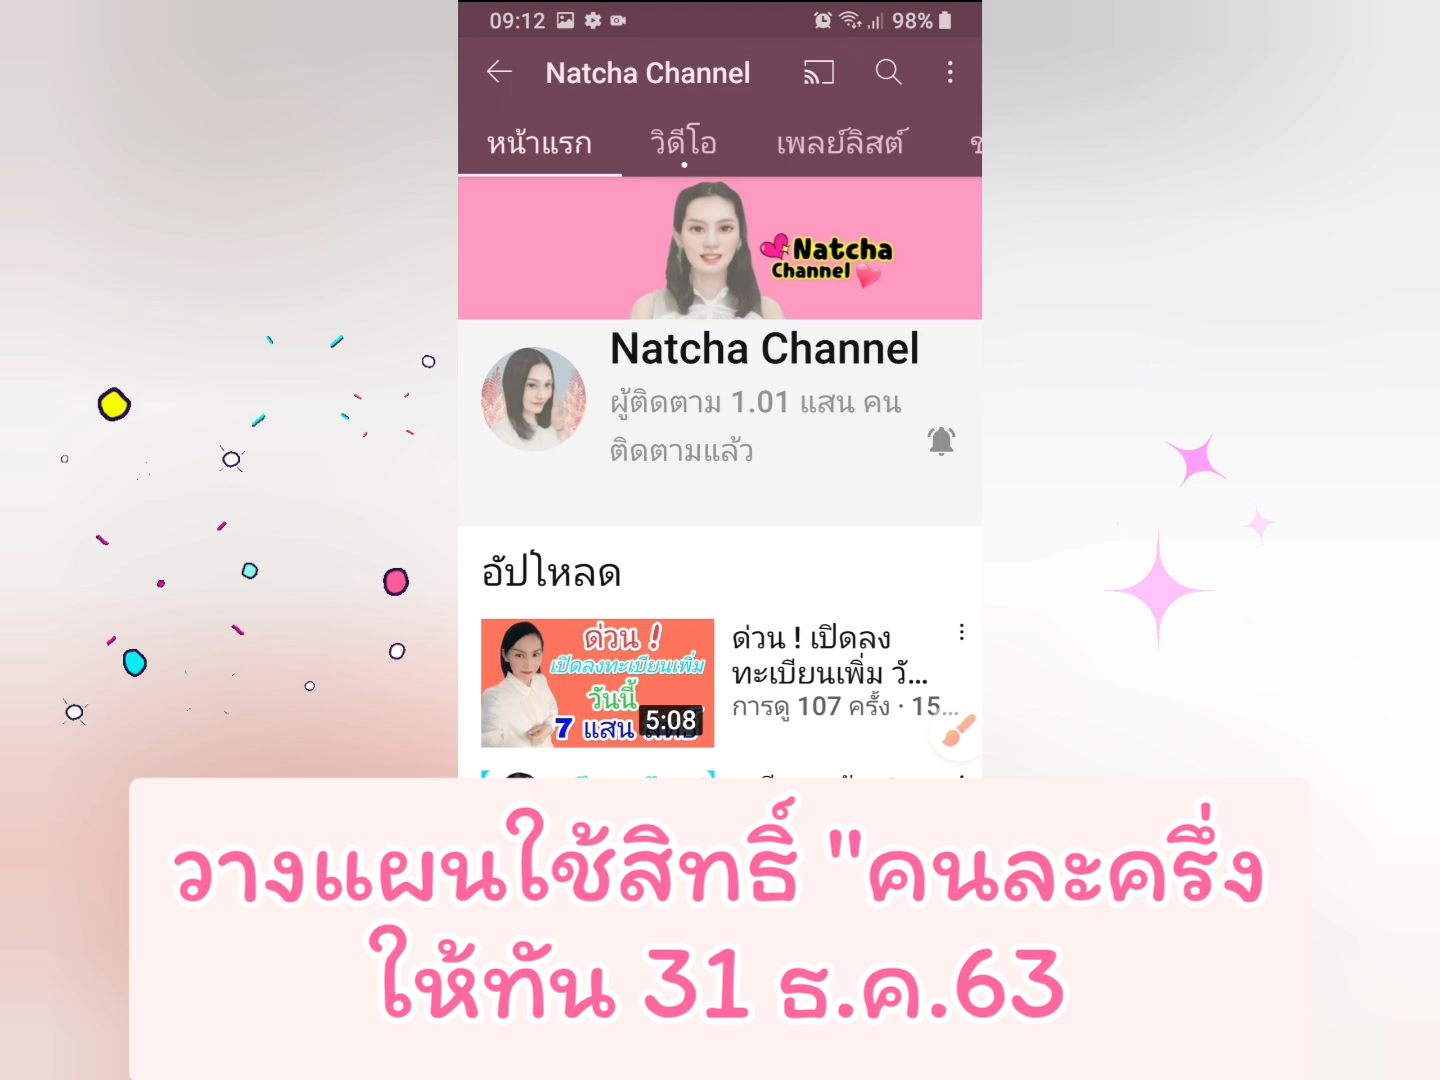 09:12
98%
Natcha Channel
หน้าแรก วิดีโอ เพลย์ลิสต์
Natcha
Channel
Natcha Channel
ผู้ติดตาม 1.01 แสน คน
ติดตามแล้ว
อัปโหลด
ด่วน !
เปิดลงทะเบียนเพิ่ม
วันนี้
7 แสน สิทธิ์
5:08
ด่วน ! เปิดลง
ทะเบียนเพิ่ม วั...
การดู 107 ครั้ง · 15...
วางแผนใช้สิทธิ์ "คนละครึ่ง
ให้ทัน 31 ธ.ค.63